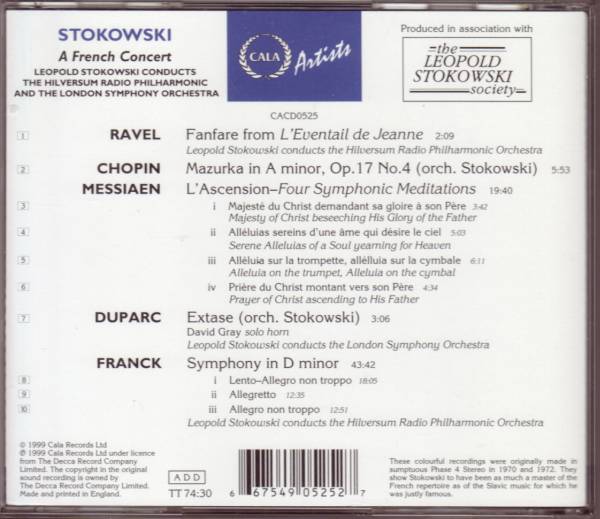 STOKOWSKI
A French Concert
LEOPOLD STOKOWSKI CONDUCTS
THE HILVERSUM RADIO PHILHARMONIC
AND THE LONDON SYMPHONY ORCHESTRA
CALA
Artists
Produced in association with
the
LEOPOLD
STOKOWSKI
society
CACD0525
1 RAVEL Fanfare from L'Eventail de Jeanne 2:09
Leopold Stokowski conducts the Hilversum Radio Philharmonic Orchestra
2 CHOPIN Mazurka in A minor, Op.17 No.4 (orch. Stokowski) 5:53
MESSIAEN L'Ascension–Four Symphonic Meditations 19:40
3 i Majesté du Christ demandant sa gloire à son Père 3:42
Majesty of Christ beseeching His Glory of the Father
4 ii Alléluias sereins d'une âme qui désire le ciel 5:03
Serene Alleluias of a Soul yearning for Heaven
5 iii Alléluia sur la trompette, allélluia sur la cymbale 6:11
Alleluia on the trumpet, Alleluia on the cymbal
6 iv Prière du Christ montant vers son Père 4:34
Prayer of Christ ascending to His Father
7 DUPARC Extase (orch. Stokowski) 3:06
David Gray solo horn
Leopold Stokowski conducts the London Symphony Orchestra
FRANCK Symphony in D minor 43:42
8 i Lento–Allegro non troppo 18:05
9 ii Allegretto 12:35
10 iii Allegro non troppo 12:51
Leopold Stokowski conducts the Hilversum Radio Philharmonic Orchestra
© 1999 Cala Records Ltd
℗ 1999 Cala Records Ltd under licence
from The Decca Record Company
Limited. The copyright in the original
sound recording is owned by
The Decca Record Company Limited.
Made and printed in England.
ADD
TT 74:30
6 67549 05252 7
These colourful recordings were originally made in
sumptuous Phase 4 Stereo in 1970 and 1972. They
show Stokowski to have been as much a master of the
French repertoire as of the Slavic music for which he
was justly famous.